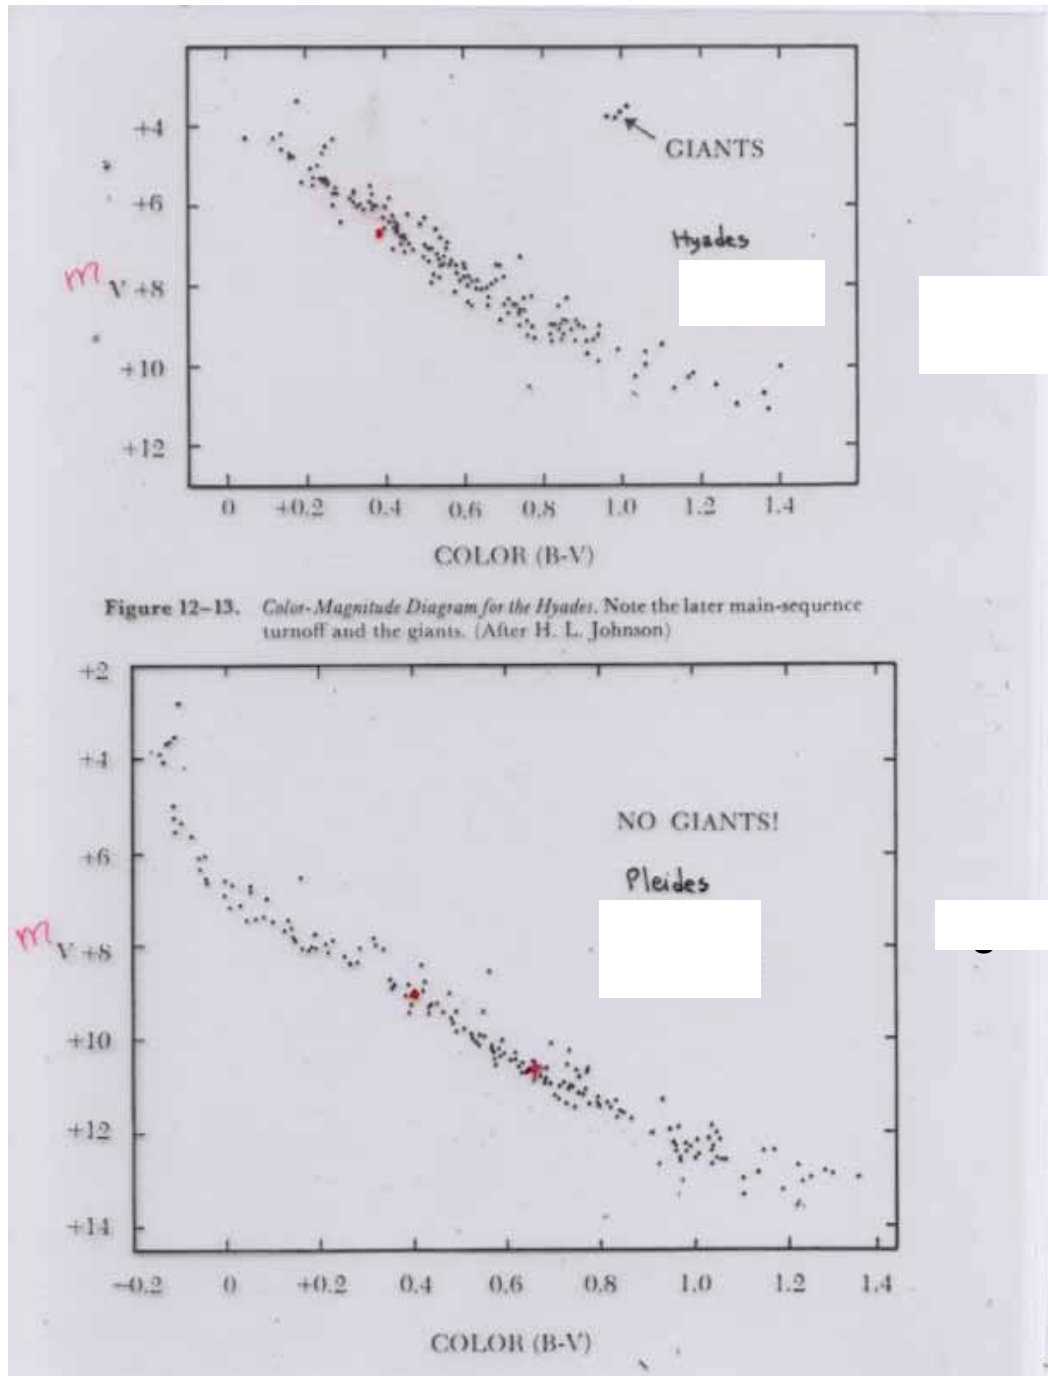 +4
GIANTS
+6
Hyades
m
V +8
+10
+12
0 +0.2 0.4 0.6 0.8 1.0 1.2 1.4
COLOR (B-V)
Figure 12–13. Color-Magnitude Diagram for the Hyades. Note the later main-sequence
turnoff and the giants. (After H. L. Johnson)
+2
+4
NO GIANTS!
+6
Pleides
m
V +8
+10
+12
+14
−0.2 0 +0.2 0.4 0.6 0.8 1.0 1.2 1.4
COLOR (B-V)